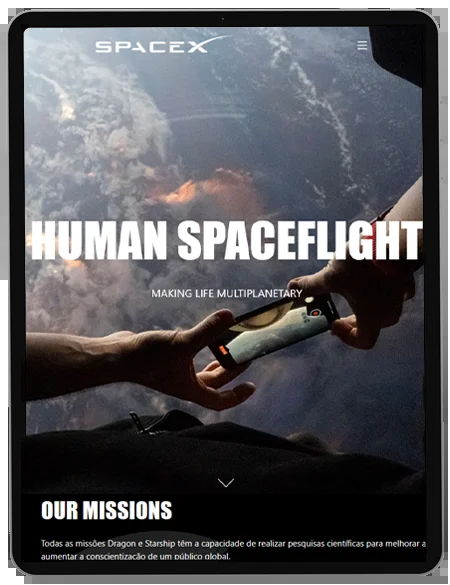 SPACEX
HUMAN SPACEFLIGHT
MAKING LIFE MULTIPLANETARY
OUR MISSIONS
Todas as missões Dragon e Starship têm a capacidade de realizar pesquisas científicas para melhorar a
aumentar a conscientização de um público global.